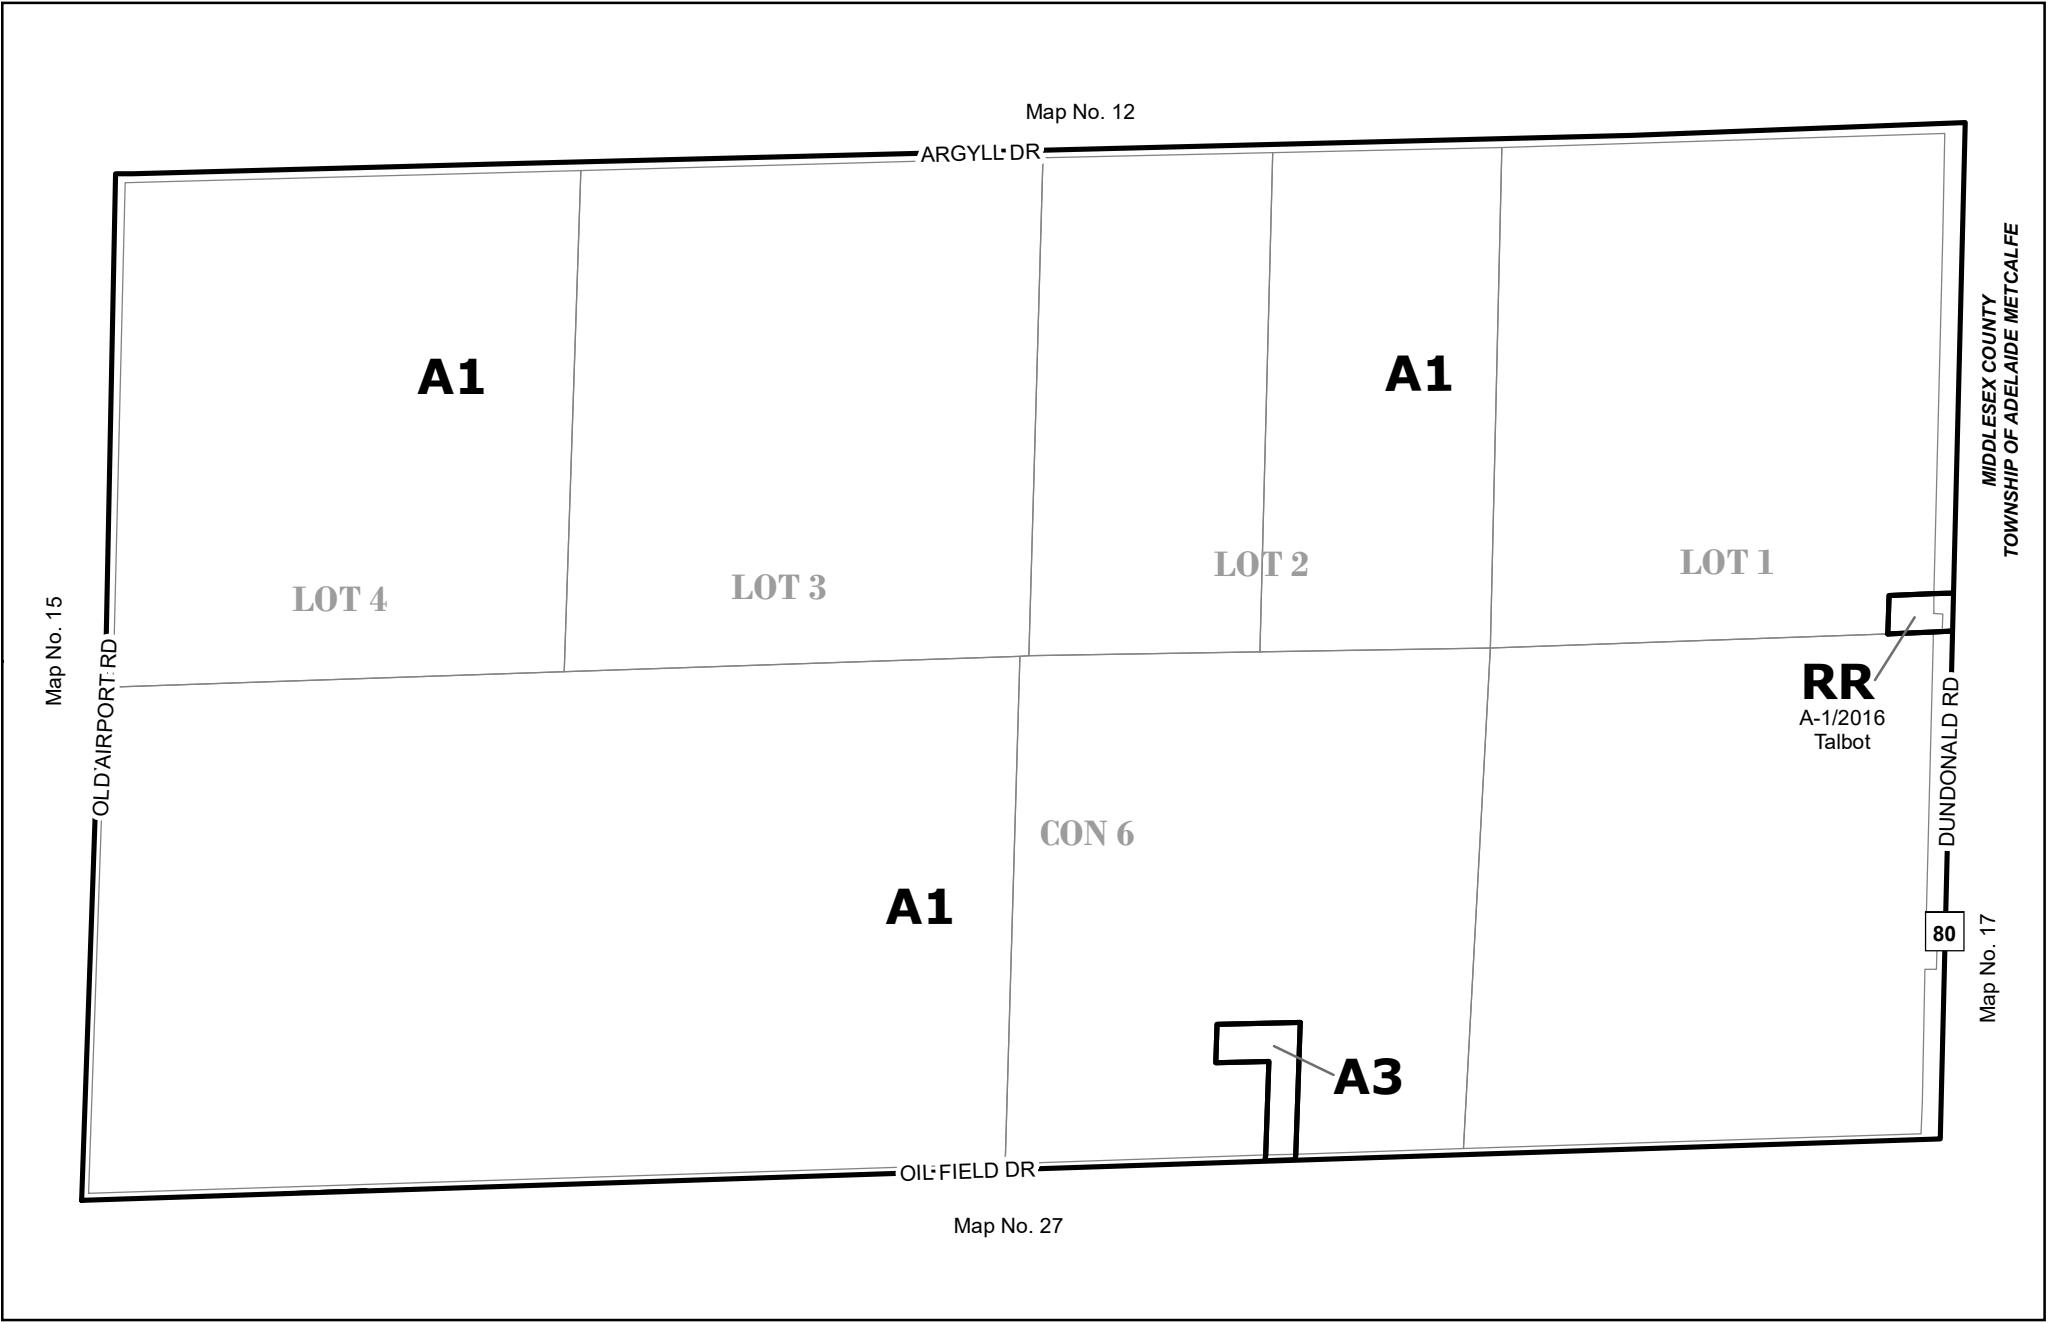 Map No. 12
ARGYLL DR
MIDDLESEX COUNTY
TOWNSHIP OF ADELAIDE METCALFE
A1
A1
LOT 4
LOT 3
LOT 2
LOT 1
Map No. 15
OLD AIRPORT RD
RR
A-1/2016
Talbot
DUNDONALD RD
CON 6
A1
80
Map No. 17
A3
OIL FIELD DR
Map No. 27